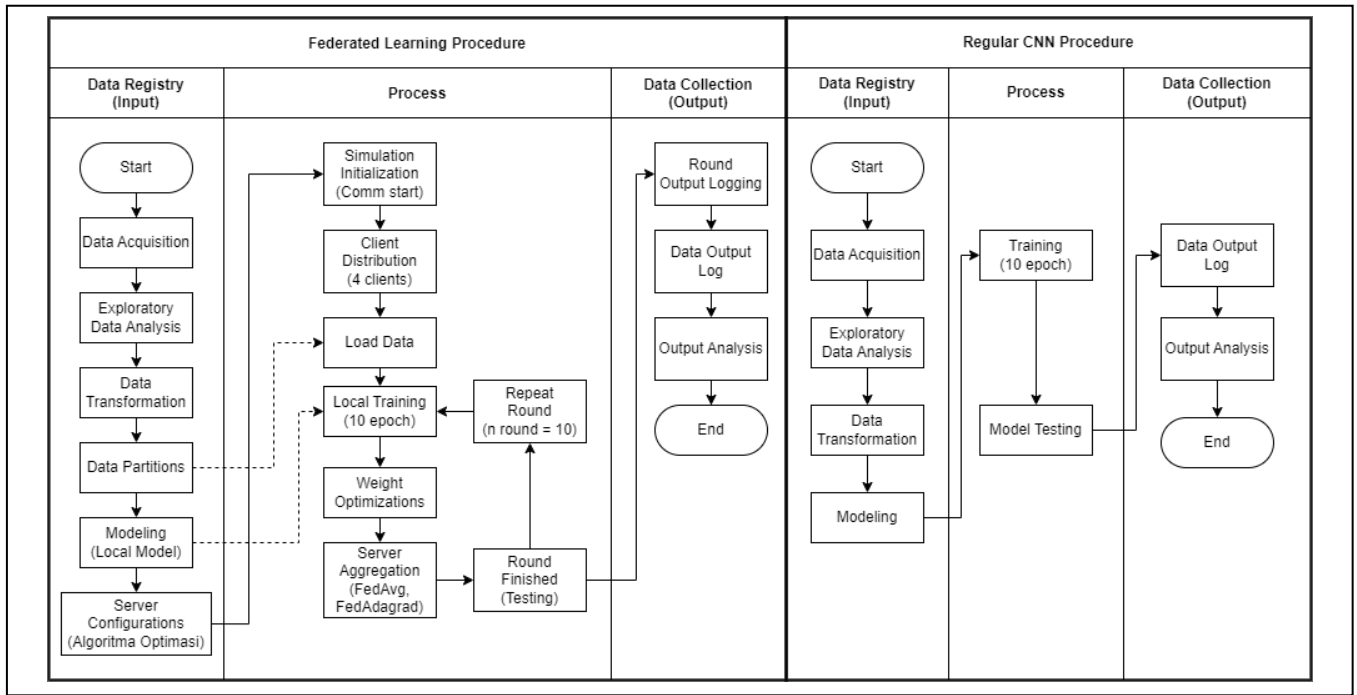 Federated Learning Procedure
Regular CNN Procedure
Data Registry
(Input)
Process
Data Collection
(Output)
Data Registry
(Input)
Process
Data Collection
(Output)
Start
Data Acquisition
Exploratory
Data Analysis
Data
Transformation
Data Partitions
Modeling
(Local Model)
Server
Configurations
(Algoritma Optimasi)
Simulation
Initialization
(Comm start)
Client
Distribution
(4 clients)
Load Data
Local Training
(10 epoch)
Repeat
Round
(n round = 10)
Weight
Optimizations
Server
Aggregation
(FedAvg,
FedAdagrad)
Round
Finished
(Testing)
Round
Output Logging
Data Output
Log
Output Analysis
End
Start
Data Acquisition
Exploratory
Data Analysis
Data
Transformation
Modeling
Training
(10 epoch)
Model Testing
Data Output
Log
Output Analysis
End